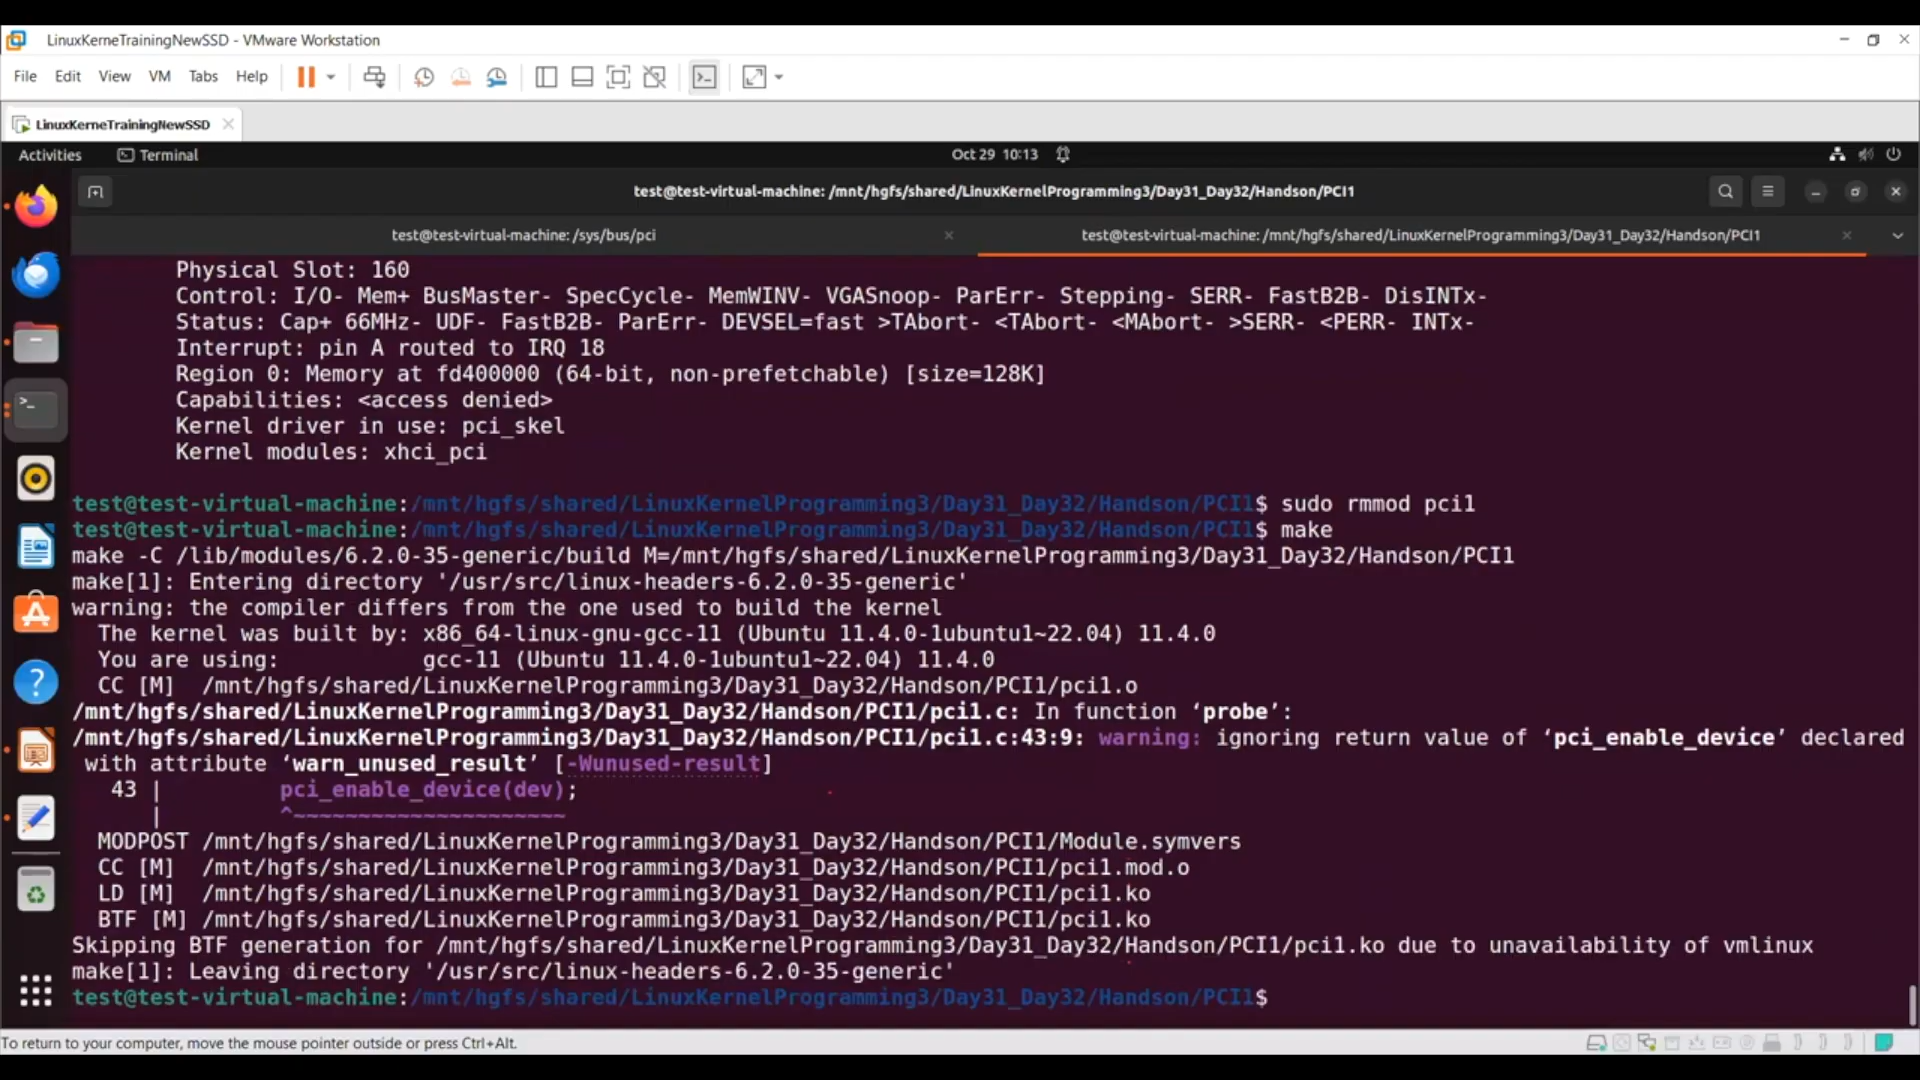 LinuxKerneTrainingNewSSD - VMware Workstation
File Edit View VM Tabs Help
LinuxKerneTrainingNewSSD
Activities Terminal Oct 29 10:13
test@test-virtual-machine: /mnt/hgfs/shared/LinuxKernelProgramming3/Day31_Day32/Handson/PCI1
test@test-virtual-machine: /sys/bus/pci
test@test-virtual-machine: /mnt/hgfs/shared/LinuxKernelProgramming3/Day31_Day32/Handson/PCI1
Physical Slot: 160
Control: I/O- Mem+ BusMaster- SpecCycle- MemWINV- VGASnoop- ParErr- Stepping- SERR- FastB2B- DisINTx-
Status: Cap+ 66MHz- UDF- FastB2B- ParErr- DEVSEL=fast >TAbort- <TAbort- <MAbort- >SERR- <PERR- INTx-
Interrupt: pin A routed to IRQ 18
Region 0: Memory at fd400000 (64-bit, non-prefetchable) [size=128K]
Capabilities: <access denied>
Kernel driver in use: pci_skel
Kernel modules: xhci_pci
test@test-virtual-machine:/mnt/hgfs/shared/LinuxKernelProgramming3/Day31_Day32/Handson/PCI1$ sudo rmmod pci1
test@test-virtual-machine:/mnt/hgfs/shared/LinuxKernelProgramming3/Day31_Day32/Handson/PCI1$ make
make -C /lib/modules/6.2.0-35-generic/build M=/mnt/hgfs/shared/LinuxKernelProgramming3/Day31_Day32/Handson/PCI1
make[1]: Entering directory '/usr/src/linux-headers-6.2.0-35-generic'
warning: the compiler differs from the one used to build the kernel
The kernel was built by: x86_64-linux-gnu-gcc-11 (Ubuntu 11.4.0-1ubuntu1~22.04) 11.4.0
You are using: gcc-11 (Ubuntu 11.4.0-1ubuntu1~22.04) 11.4.0
CC [M] /mnt/hgfs/shared/LinuxKernelProgramming3/Day31_Day32/Handson/PCI1/pci1.o
/mnt/hgfs/shared/LinuxKernelProgramming3/Day31_Day32/Handson/PCI1/pci1.c: In function ‘probe’:
/mnt/hgfs/shared/LinuxKernelProgramming3/Day31_Day32/Handson/PCI1/pci1.c:43:9: warning: ignoring return value of ‘pci_enable_device’ declared
with attribute ‘warn_unused_result’ [-Wunused-result]
43 | pci_enable_device(dev);
| ^~~~~~~~~~~~~~~~~~~~~~
MODPOST /mnt/hgfs/shared/LinuxKernelProgramming3/Day31_Day32/Handson/PCI1/Module.symvers
CC [M] /mnt/hgfs/shared/LinuxKernelProgramming3/Day31_Day32/Handson/PCI1/pci1.mod.o
LD [M] /mnt/hgfs/shared/LinuxKernelProgramming3/Day31_Day32/Handson/PCI1/pci1.ko
BTF [M] /mnt/hgfs/shared/LinuxKernelProgramming3/Day31_Day32/Handson/PCI1/pci1.ko
Skipping BTF generation for /mnt/hgfs/shared/LinuxKernelProgramming3/Day31_Day32/Handson/PCI1/pci1.ko due to unavailability of vmlinux
make[1]: Leaving directory '/usr/src/linux-headers-6.2.0-35-generic'
test@test-virtual-machine:/mnt/hgfs/shared/LinuxKernelProgramming3/Day31_Day32/Handson/PCI1$
To return to your computer, move the mouse pointer outside or press Ctrl+Alt.